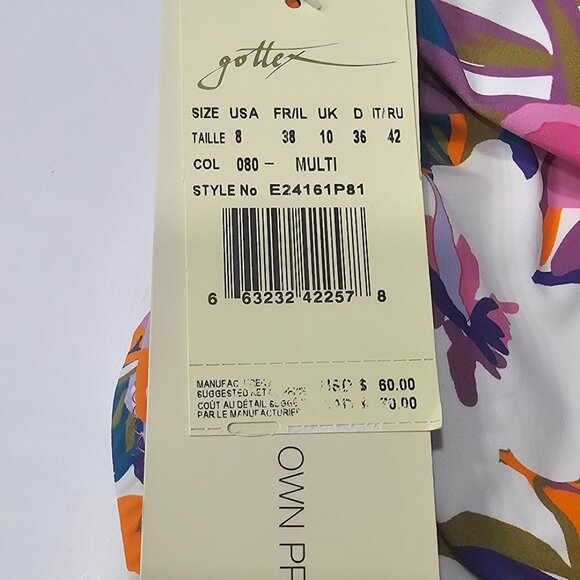 gottex
SIZE USA FR/IL UK D IT/RU
TAILLE 8 38 10 36 42
COL 080 - MULTI
STYLE No E24161P81
6 63232 42257 8
USD $ 60.00
SUGGESTED
$ 70.00
COÛT AU DÉTAIL
PAR LE MANUFACTURIER
OWN PR